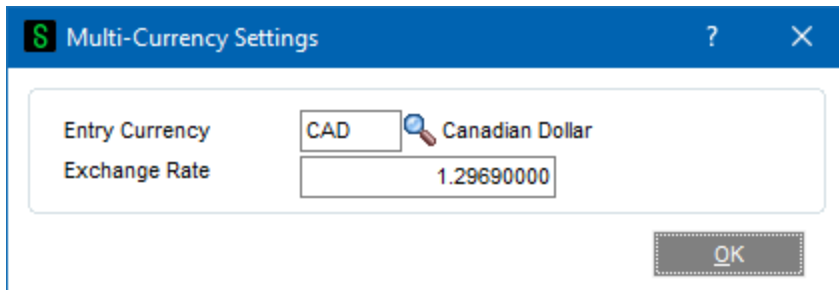 S Multi-Currency Settings ? ×
Entry Currency CAD Canadian Dollar
Exchange Rate 1.29690000
OK